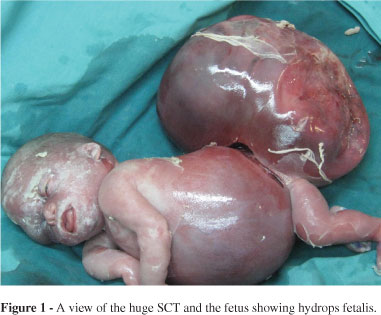 Figure 1 - A view of the huge SCT and the fetus showing hydrops fetalis.